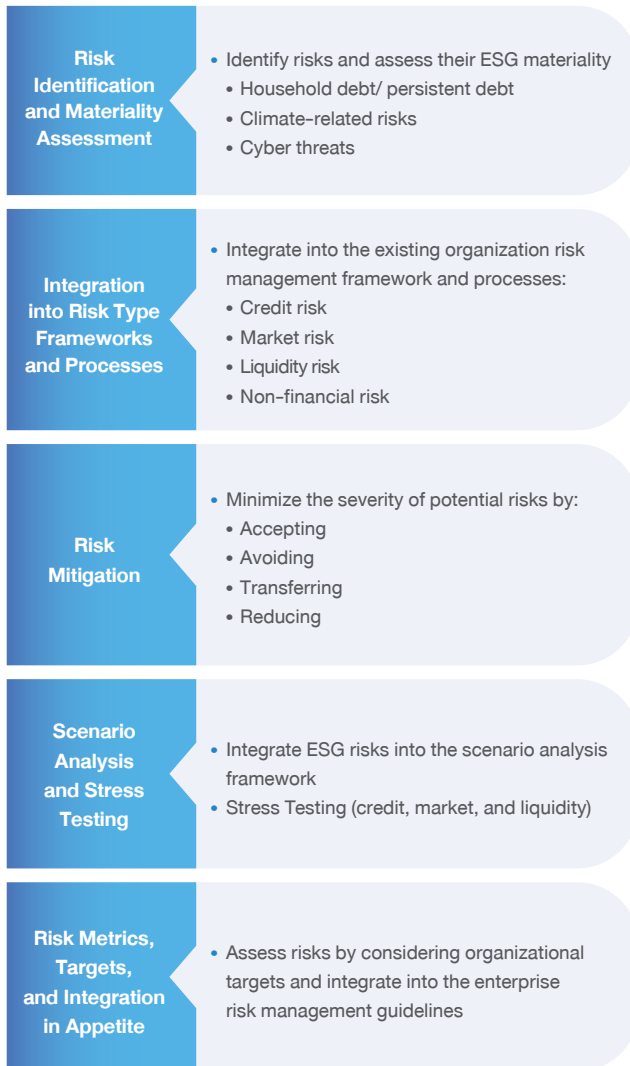 Risk
Identification
and Materiality
Assessment
• Identify risks and assess their ESG materiality
• Household debt/ persistent debt
• Climate-related risks
• Cyber threats
Integration
into Risk Type
Frameworks
and Processes
• Integrate into the existing organization risk
management framework and processes:
• Credit risk
• Market risk
• Liquidity risk
• Non-financial risk
Risk
Mitigation
• Minimize the severity of potential risks by:
• Accepting
• Avoiding
• Transferring
• Reducing
Scenario
Analysis
and Stress
Testing
• Integrate ESG risks into the scenario analysis
framework
• Stress Testing (credit, market, and liquidity)
Risk Metrics,
Targets,
and Integration
in Appetite
• Assess risks by considering organizational
targets and integrate into the enterprise
risk management guidelines